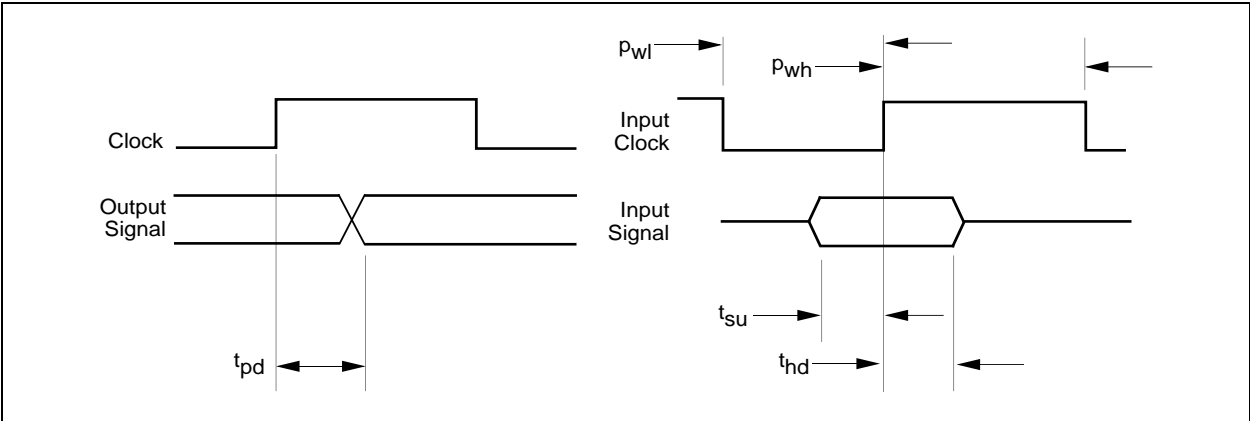 Clock
Output
Signal
tpd
pwl
pwh
Input
Clock
Input
Signal
tsu
thd